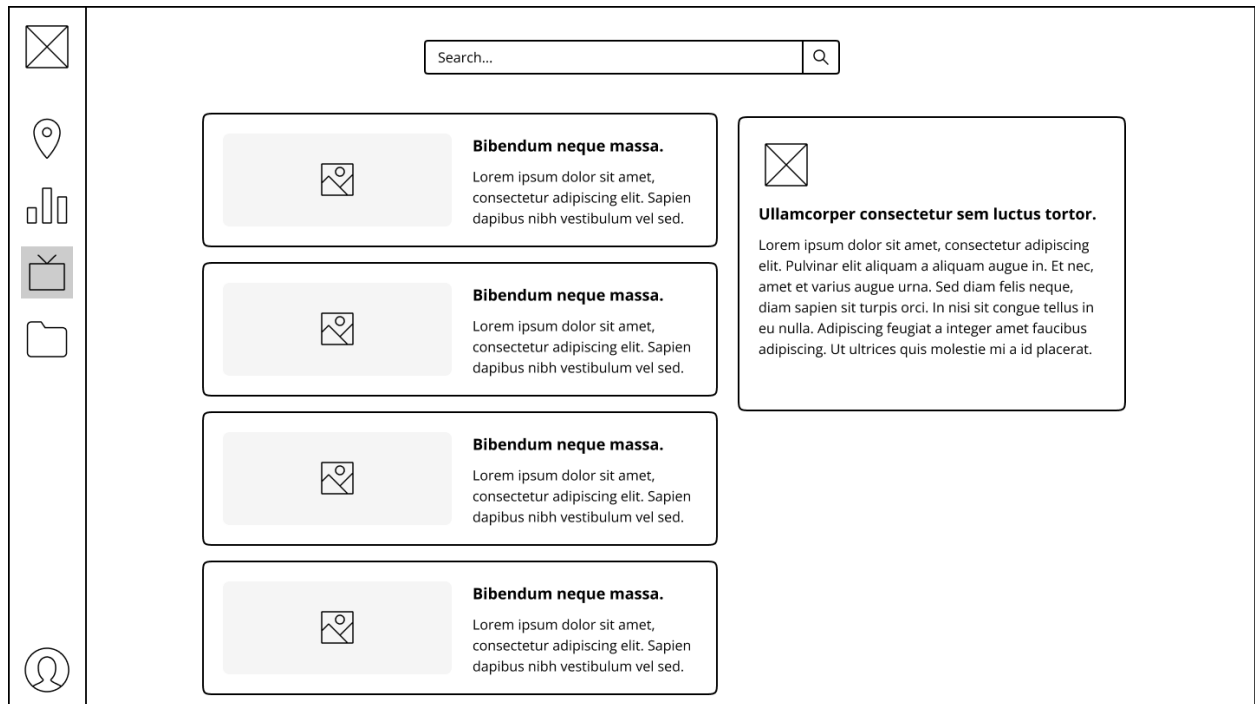 Search...
Bibendum neque massa.
Lorem ipsum dolor sit amet,
consectetur adipiscing elit. Sapien
dapibus nibh vestibulum vel sed.
Bibendum neque massa.
Lorem ipsum dolor sit amet,
consectetur adipiscing elit. Sapien
dapibus nibh vestibulum vel sed.
Bibendum neque massa.
Lorem ipsum dolor sit amet,
consectetur adipiscing elit. Sapien
dapibus nibh vestibulum vel sed.
Bibendum neque massa.
Lorem ipsum dolor sit amet,
consectetur adipiscing elit. Sapien
dapibus nibh vestibulum vel sed.
Ullamcorper consectetur sem luctus tortor.
Lorem ipsum dolor sit amet, consectetur adipiscing
elit. Pulvinar elit aliquam a aliquam augue in. Et nec,
amet et varius augue urna. Sed diam felis neque,
diam sapien sit turpis orci. In nisi sit congue tellus in
eu nulla. Adipiscing feugiat a integer amet faucibus
adipiscing. Ut ultrices quis molestie mi a id placerat.